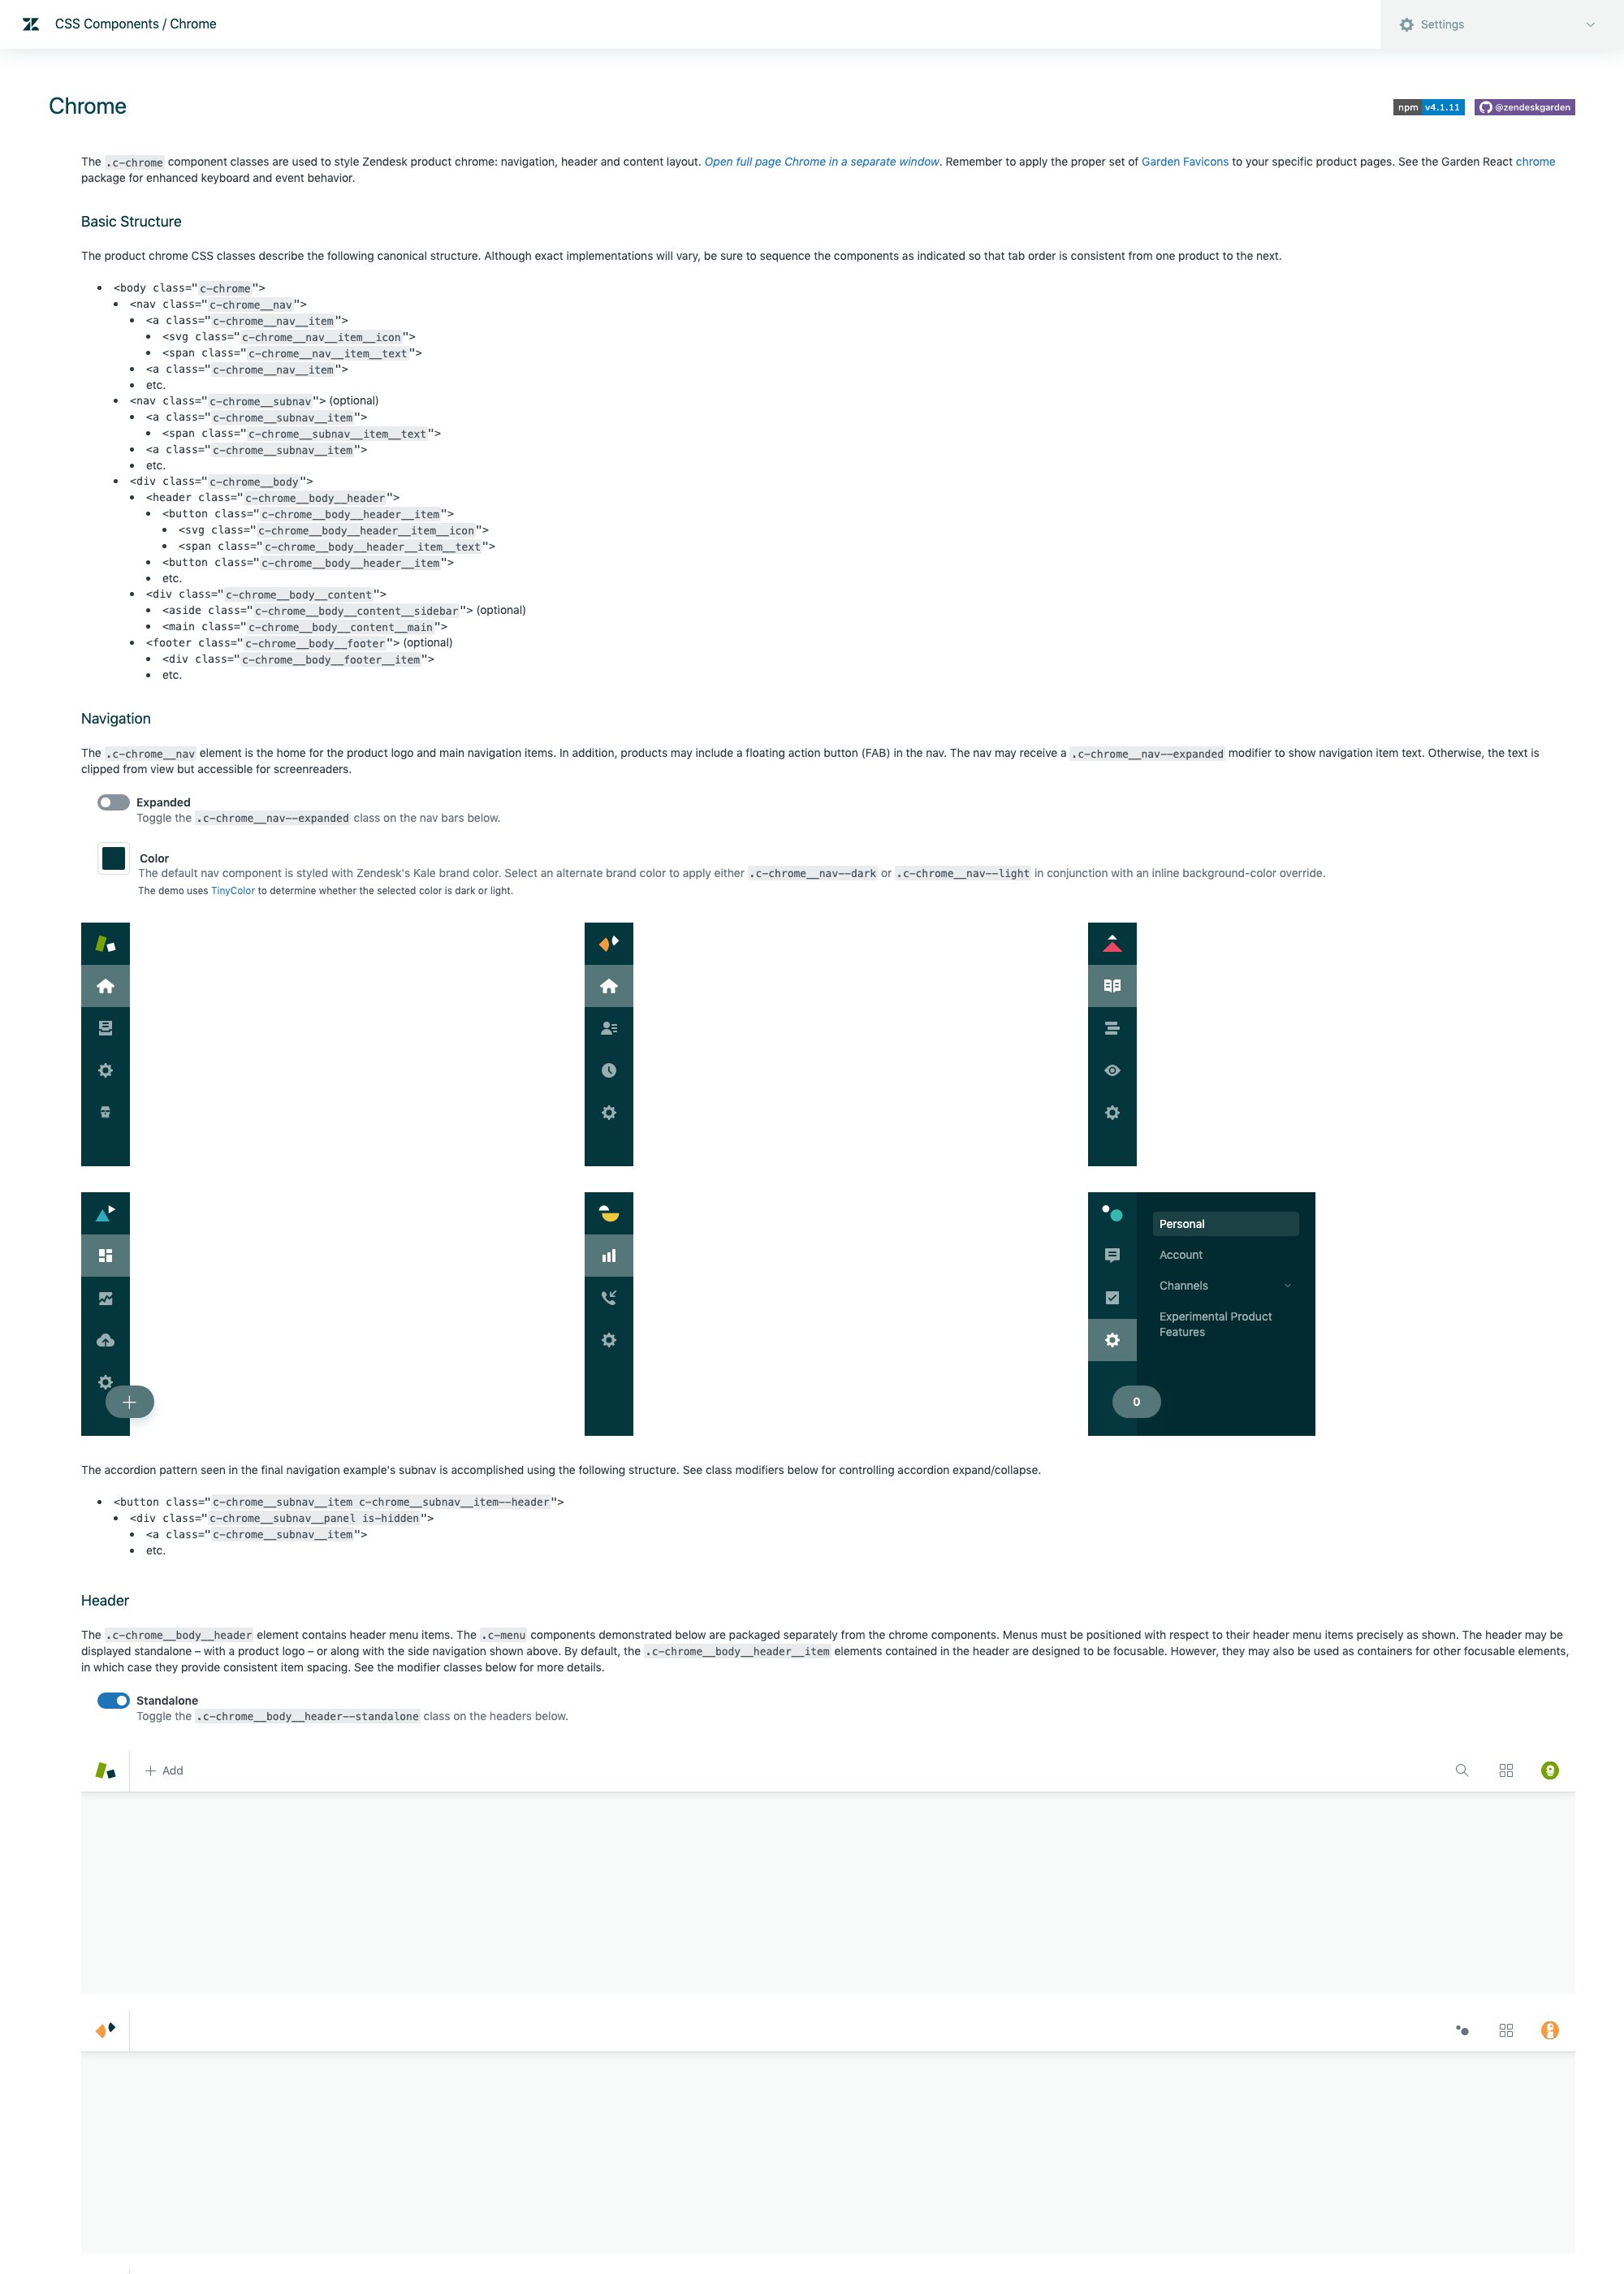 CSS Components / Chrome
Settings
Chrome
npm v4.1.11
@zendeskgarden
The .c-chrome component classes are used to style Zendesk product chrome: navigation, header and content layout. Open full page Chrome in a separate window. Remember to apply the proper set of Garden Favicons to your specific product pages. See the Garden React chrome
package for enhanced keyboard and event behavior.
Basic Structure
The product chrome CSS classes describe the following canonical structure. Although exact implementations will vary, be sure to sequence the components as indicated so that tab order is consistent from one product to the next.
• <body class="c-chrome">
• <nav class="c-chrome__nav">
• <a class="c-chrome__nav__item">
• <svg class="c-chrome__nav__item__icon">
• <span class="c-chrome__nav__item__text">
• <a class="c-chrome__nav__item">
• etc.
• <nav class="c-chrome__subnav"> (optional)
• <a class="c-chrome__subnav__item">
• <span class="c-chrome__subnav__item__text">
• <a class="c-chrome__subnav__item">
• etc.
• <div class="c-chrome__body">
• <header class="c-chrome__body__header">
• <button class="c-chrome__body__header__item">
• <svg class="c-chrome__body__header__item__icon">
• <span class="c-chrome__body__header__item__text">
• <button class="c-chrome__body__header__item">
• etc.
• <div class="c-chrome__body__content">
• <aside class="c-chrome__body__content__sidebar"> (optional)
• <main class="c-chrome__body__content__main">
• <footer class="c-chrome__body__footer"> (optional)
• <div class="c-chrome__body__footer__item">
• etc.
Navigation
The .c-chrome__nav element is the home for the product logo and main navigation items. In addition, products may include a floating action button (FAB) in the nav. The nav may receive a .c-chrome__nav--expanded modifier to show navigation item text. Otherwise, the text is
clipped from view but accessible for screenreaders.
Expanded
Toggle the .c-chrome__nav--expanded class on the nav bars below.
Color
The default nav component is styled with Zendesk's Kale brand color. Select an alternate brand color to apply either .c-chrome__nav--dark or .c-chrome__nav--light in conjunction with an inline background-color override.
The demo uses TinyColor to determine whether the selected color is dark or light.
Personal
Account
Channels
Experimental Product
Features
0
The accordion pattern seen in the final navigation example's subnav is accomplished using the following structure. See class modifiers below for controlling accordion expand/collapse.
• <button class="c-chrome__subnav__item c-chrome__subnav__item--header">
• <div class="c-chrome__subnav__panel is-hidden">
• <a class="c-chrome__subnav__item">
• etc.
Header
The .c-chrome__body__header element contains header menu items. The .c-menu components demonstrated below are packaged separately from the chrome components. Menus must be positioned with respect to their header menu items precisely as shown. The header may be
displayed standalone – with a product logo – or along with the side navigation shown above. By default, the .c-chrome__body__header__item elements contained in the header are designed to be focusable. However, they may also be used as containers for other focusable elements,
in which case they provide consistent item spacing. See the modifier classes below for more details.
Standalone
Toggle the .c-chrome__body__header--standalone class on the headers below.
Add